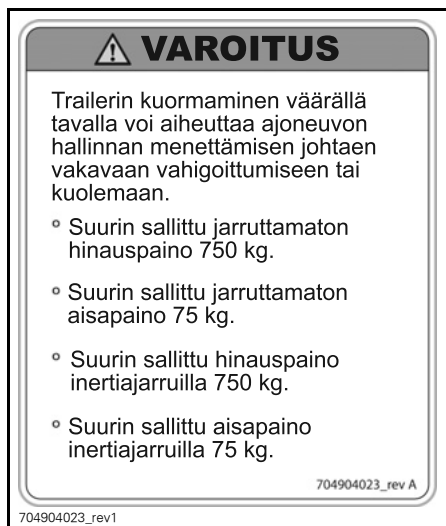 VAROITUS
Trailerin kuormaminen väärällä
tavalla voi aiheuttaa ajoneuvon
hallinnan menettämisen johtaen
vakavaan vahigoittumiseen tai
kuolemaan.
° Suurin sallittu jarruttamaton
hinauspaino 750 kg.
° Suurin sallittu jarruttamaton
aisapaino 75 kg.
° Suurin sallittu hinauspaino
inertiajarruilla 750 kg.
° Suurin sallittu aisapaino
inertiajarruilla 75 kg.
704904023_rev A
704904023_rev1